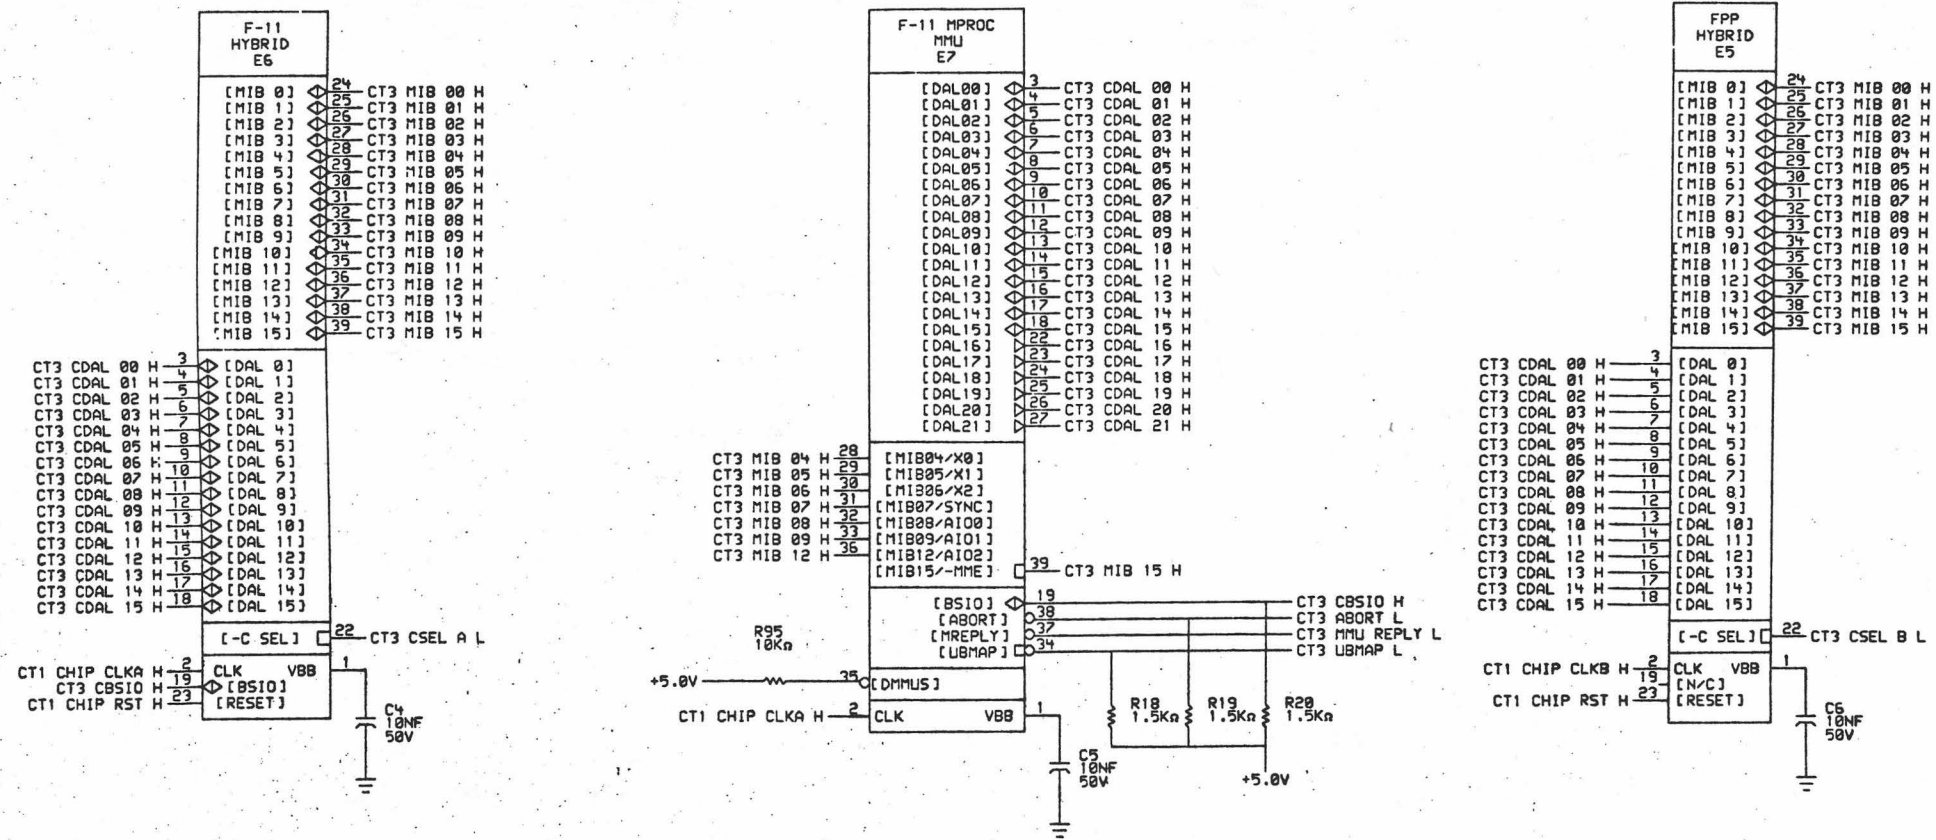 F-11
HYBRID
E6
[MIB 0] 24 CT3 MIB 00 H
[MIB 1] 25 CT3 MIB 01 H
[MIB 2] 26 CT3 MIB 02 H
[MIB 3] 27 CT3 MIB 03 H
[MIB 4] 28 CT3 MIB 04 H
[MIB 5] 29 CT3 MIB 05 H
[MIB 6] 30 CT3 MIB 06 H
[MIB 7] 31 CT3 MIB 07 H
[MIB 8] 32 CT3 MIB 08 H
[MIB 9] 33 CT3 MIB 09 H
[MIB 10] 34 CT3 MIB 10 H
[MIB 11] 35 CT3 MIB 11 H
[MIB 12] 36 CT3 MIB 12 H
[MIB 13] 37 CT3 MIB 13 H
[MIB 14] 38 CT3 MIB 14 H
[MIB 15] 39 CT3 MIB 15 H
CT3 CDAL 00 H 3 [DAL 0]
CT3 CDAL 01 H 4 [DAL 1]
CT3 CDAL 02 H 5 [DAL 2]
CT3 CDAL 03 H 6 [DAL 3]
CT3 CDAL 04 H 7 [DAL 4]
CT3 CDAL 05 H 8 [DAL 5]
CT3 CDAL 06 H 9 [DAL 6]
CT3 CDAL 07 H 10 [DAL 7]
CT3 CDAL 08 H 11 [DAL 8]
CT3 CDAL 09 H 12 [DAL 9]
CT3 CDAL 10 H 13 [DAL 10]
CT3 CDAL 11 H 14 [DAL 11]
CT3 CDAL 12 H 15 [DAL 12]
CT3 CDAL 13 H 16 [DAL 13]
CT3 CDAL 14 H 17 [DAL 14]
CT3 CDAL 15 H 18 [DAL 15]
[-C SEL] 22 CT3 CSEL A L
CT1 CHIP CLKA H 2 CLK VBB 1
CT3 CBSIO H 19 [BSIO]
CT1 CHIP RST H 23 [RESET]
C4
10NF
50V
F-11 MPROC
MMU
E7
[DAL00] 3 CT3 CDAL 00 H
[DAL01] 4 CT3 CDAL 01 H
[DAL02] 5 CT3 CDAL 02 H
[DAL03] 6 CT3 CDAL 03 H
[DAL04] 7 CT3 CDAL 04 H
[DAL05] 8 CT3 CDAL 05 H
[DAL06] 9 CT3 CDAL 06 H
[DAL07] 10 CT3 CDAL 07 H
[DAL08] 11 CT3 CDAL 08 H
[DAL09] 12 CT3 CDAL 09 H
[DAL10] 13 CT3 CDAL 10 H
[DAL11] 14 CT3 CDAL 11 H
[DAL12] 15 CT3 CDAL 12 H
[DAL13] 16 CT3 CDAL 13 H
[DAL14] 17 CT3 CDAL 14 H
[DAL15] 18 CT3 CDAL 15 H
[DAL16] 22 CT3 CDAL 16 H
[DAL17] 23 CT3 CDAL 17 H
[DAL18] 24 CT3 CDAL 18 H
[DAL19] 25 CT3 CDAL 19 H
[DAL20] 26 CT3 CDAL 20 H
[DAL21] 27 CT3 CDAL 21 H
CT3 MIB 04 H 28 [MIB04/X0]
CT3 MIB 05 H 29 [MIB05/X1]
CT3 MIB 06 H 30 [MIB06/X2]
CT3 MIB 07 H 31 [MIB07/SYNC]
CT3 MIB 08 H 32 [MIB08/AIO0]
CT3 MIB 09 H 33 [MIB09/AIO1]
CT3 MIB 12 H 36 [MIB12/AIO2]
[MIB15/-MME] 39 CT3 MIB 15 H
[BSIO] 19 CT3 CBSIO H
[ABORT] 38 CT3 ABORT L
[MREPLY] 37 CT3 MMU REPLY L
[UBMAP] 34 CT3 UBMAP L
R95
10KΩ
+5.0V 35 [DMMUS]
CT1 CHIP CLKA H 2 CLK VBB 1
C5
10NF
50V
R18
1.5KΩ
R19
1.5KΩ
R20
1.5KΩ
+5.0V
FPP
HYBRID
E5
[MIB 0] 24 CT3 MIB 00 H
[MIB 1] 25 CT3 MIB 01 H
[MIB 2] 26 CT3 MIB 02 H
[MIB 3] 27 CT3 MIB 03 H
[MIB 4] 28 CT3 MIB 04 H
[MIB 5] 29 CT3 MIB 05 H
[MIB 6] 30 CT3 MIB 06 H
[MIB 7] 31 CT3 MIB 07 H
[MIB 8] 32 CT3 MIB 08 H
[MIB 9] 33 CT3 MIB 09 H
[MIB 10] 34 CT3 MIB 10 H
[MIB 11] 35 CT3 MIB 11 H
[MIB 12] 36 CT3 MIB 12 H
[MIB 13] 37 CT3 MIB 13 H
[MIB 14] 38 CT3 MIB 14 H
[MIB 15] 39 CT3 MIB 15 H
CT3 CDAL 00 H 3 [DAL 0]
CT3 CDAL 01 H 4 [DAL 1]
CT3 CDAL 02 H 5 [DAL 2]
CT3 CDAL 03 H 6 [DAL 3]
CT3 CDAL 04 H 7 [DAL 4]
CT3 CDAL 05 H 8 [DAL 5]
CT3 CDAL 06 H 9 [DAL 6]
CT3 CDAL 07 H 10 [DAL 7]
CT3 CDAL 08 H 11 [DAL 8]
CT3 CDAL 09 H 12 [DAL 9]
CT3 CDAL 10 H 13 [DAL 10]
CT3 CDAL 11 H 14 [DAL 11]
CT3 CDAL 12 H 15 [DAL 12]
CT3 CDAL 13 H 16 [DAL 13]
CT3 CDAL 14 H 17 [DAL 14]
CT3 CDAL 15 H 18 [DAL 15]
[-C SEL] 22 CT3 CSEL B L
CT1 CHIP CLKB H 2 CLK VBB 1
19 [N/C]
CT1 CHIP RST H 23 [RESET]
C6
10NF
50V